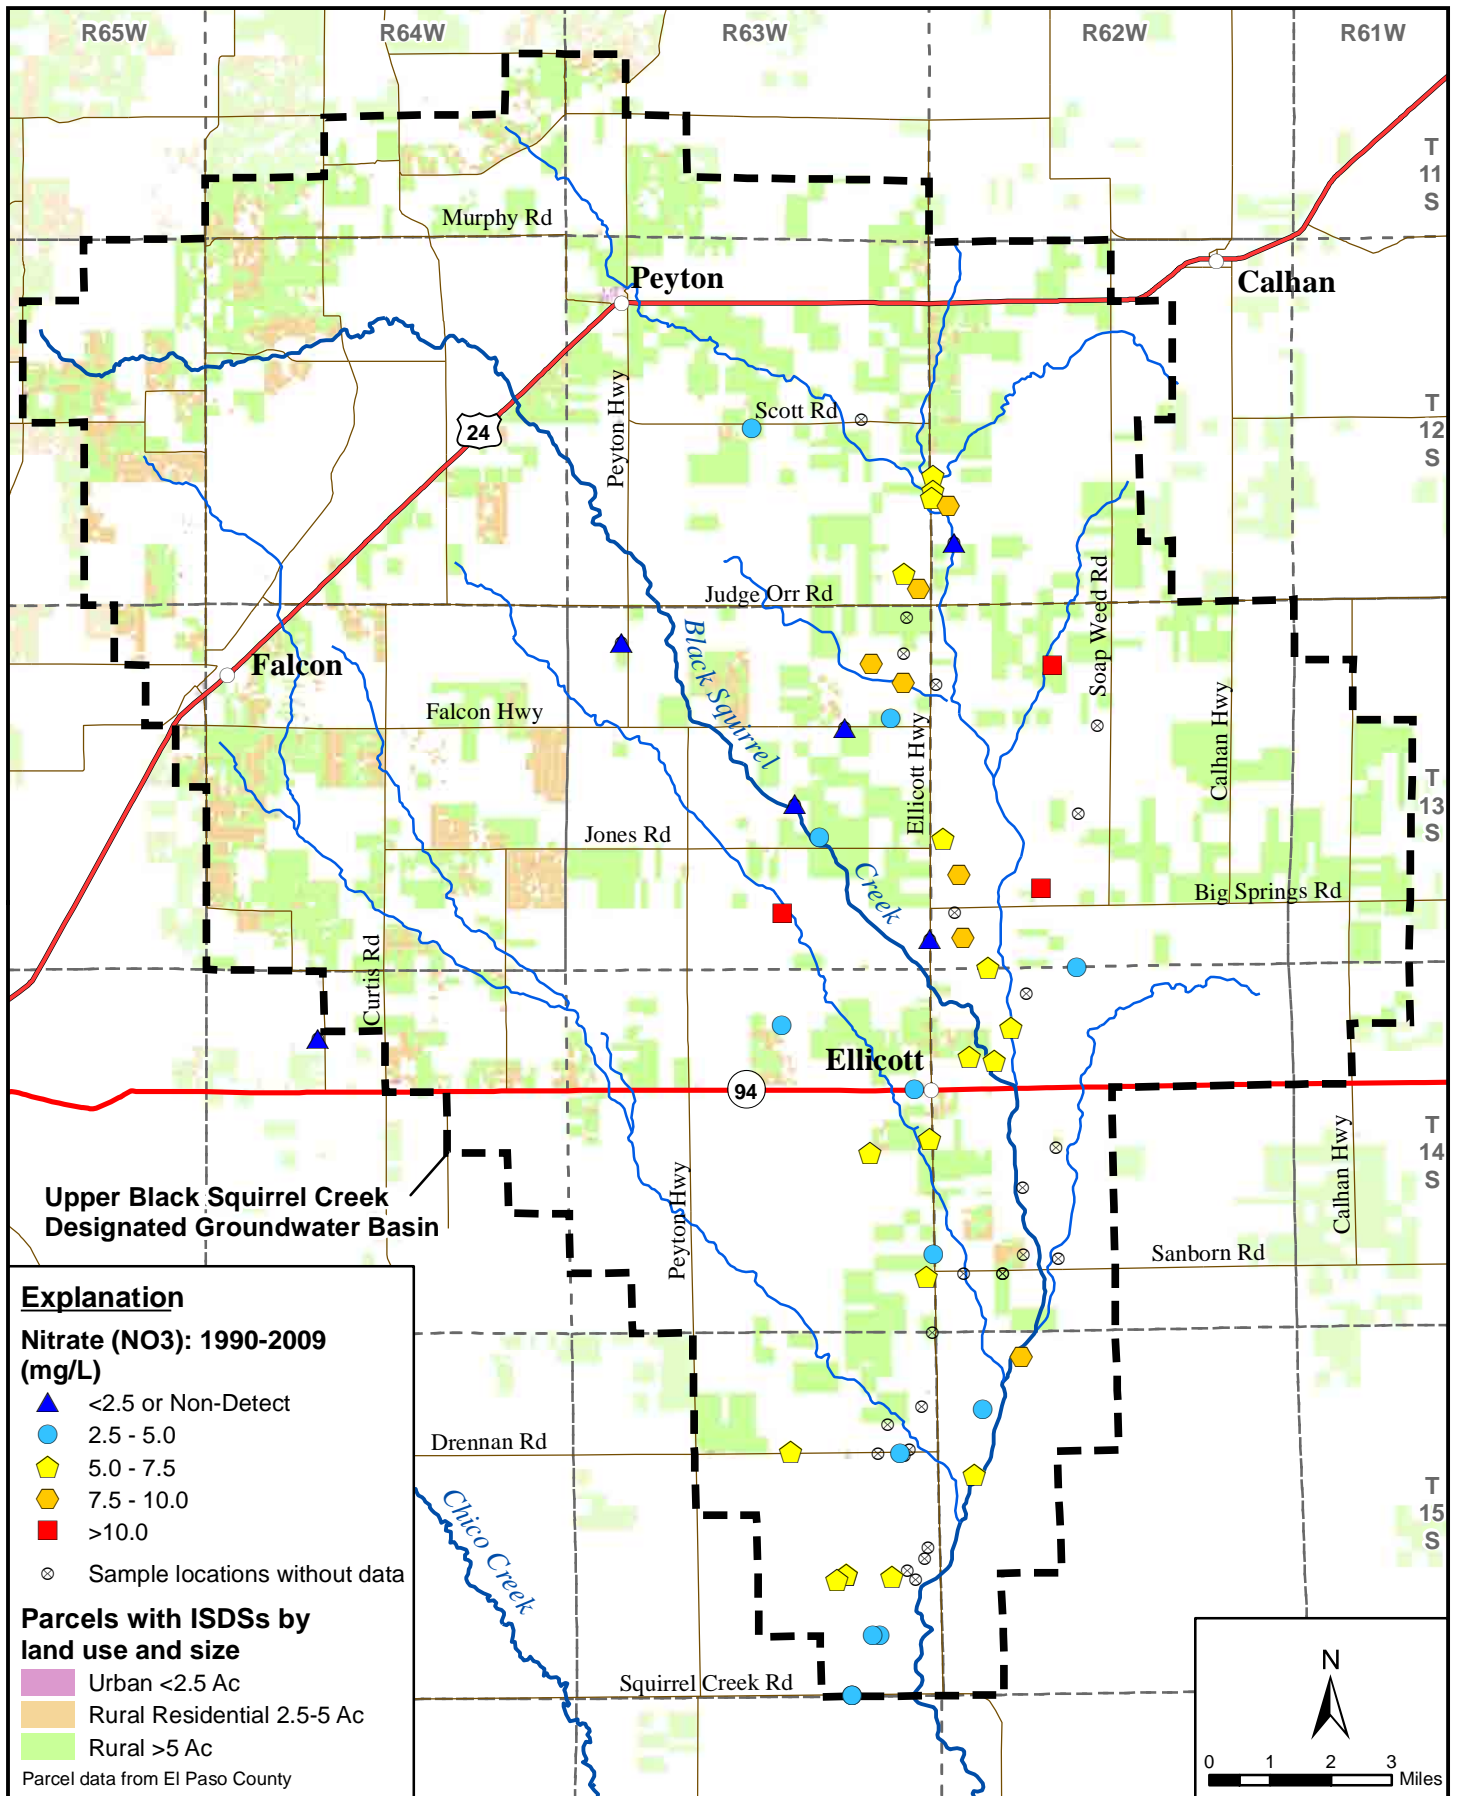 R65W
R64W
R63W
R62W
R61W
T
11
S
Murphy Rd
Peyton
Calhan
Peyton Hwy
Scott Rd
24
T
12
S
Judge Orr Rd
Soap Weed Rd
Black Squirrel
Creek
Falcon
Falcon Hwy
Ellicott Hwy
Calhan Hwy
T
13
S
Jones Rd
Big Springs Rd
Curtis Rd
Ellicott
94
T
14
S
Calhan Hwy
Peyton Hwy
Upper Black Squirrel Creek
Designated Groundwater Basin
Sanborn Rd
Drennan Rd
Chico Creek
T
15
S
Squirrel Creek Rd
Explanation
Nitrate (NO3): 1990-2009
(mg/L)
<2.5 or Non-Detect
2.5 - 5.0
5.0 - 7.5
7.5 - 10.0
>10.0
Sample locations without data
Parcels with ISDSs by
land use and size
Urban <2.5 Ac
Rural Residential 2.5-5 Ac
Rural >5 Ac
Parcel data from El Paso County
N
0 1 2 3
Miles